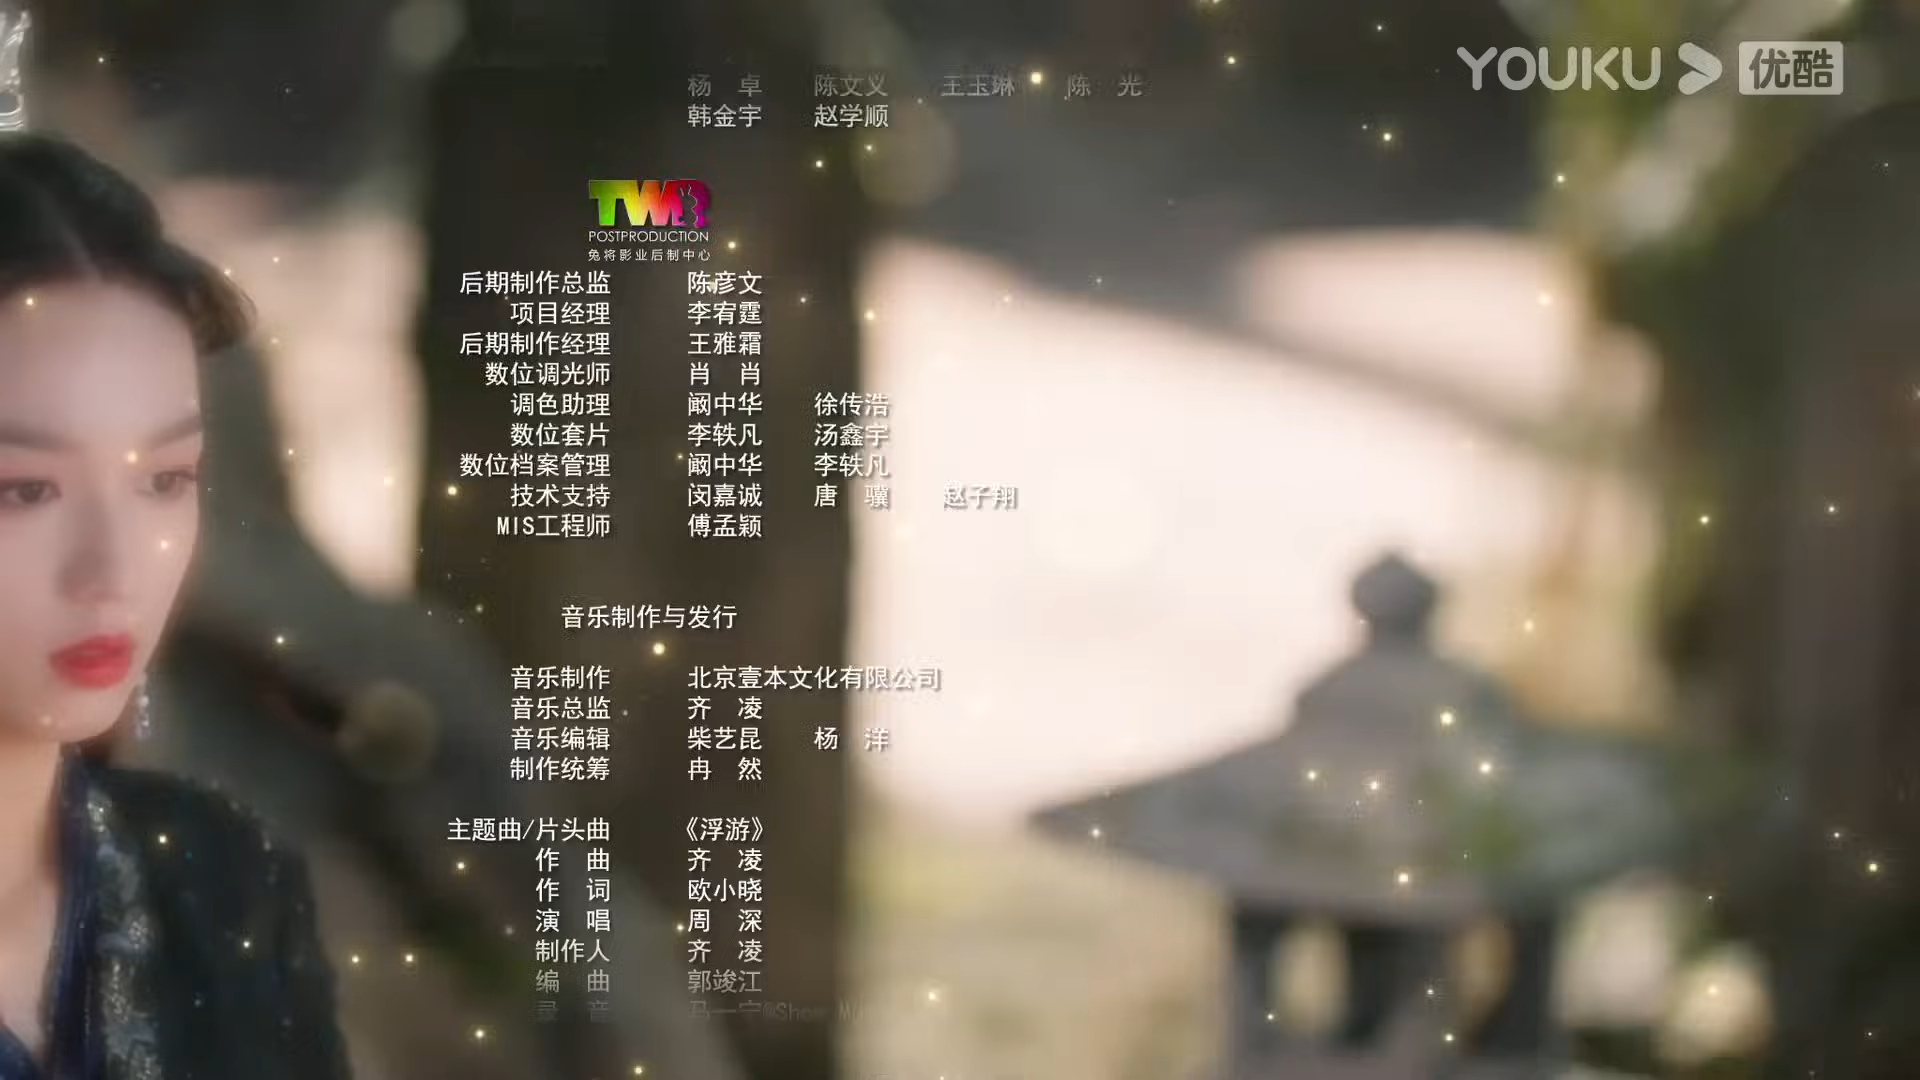 YOUKU 优酷
杨 卓 陈文义 王玉琳 陈 光
韩金宇 赵学顺
TWR
POSTPRODUCTION
兔将影业后制中心
后期制作总监 陈彦文
项目经理 李宥霆
后期制作经理 王雅霜
数位调光师 肖 肖
调色助理 阚中华 徐传浩
数位套片 李轶凡 汤鑫宇
数位档案管理 阚中华 李轶凡
技术支持 闵嘉诚 唐 骥 赵子翔
MIS工程师 傅孟颖
音乐制作与发行
音乐制作 北京壹本文化有限公司
音乐总监 齐 凌
音乐编辑 柴艺昆 杨 洋
制作统筹 冉 然
主题曲/片头曲 《浮游》
作 曲 齐 凌
作 词 欧小晓
演 唱 周 深
制作人 齐 凌
编 曲 郭竣江
录 音